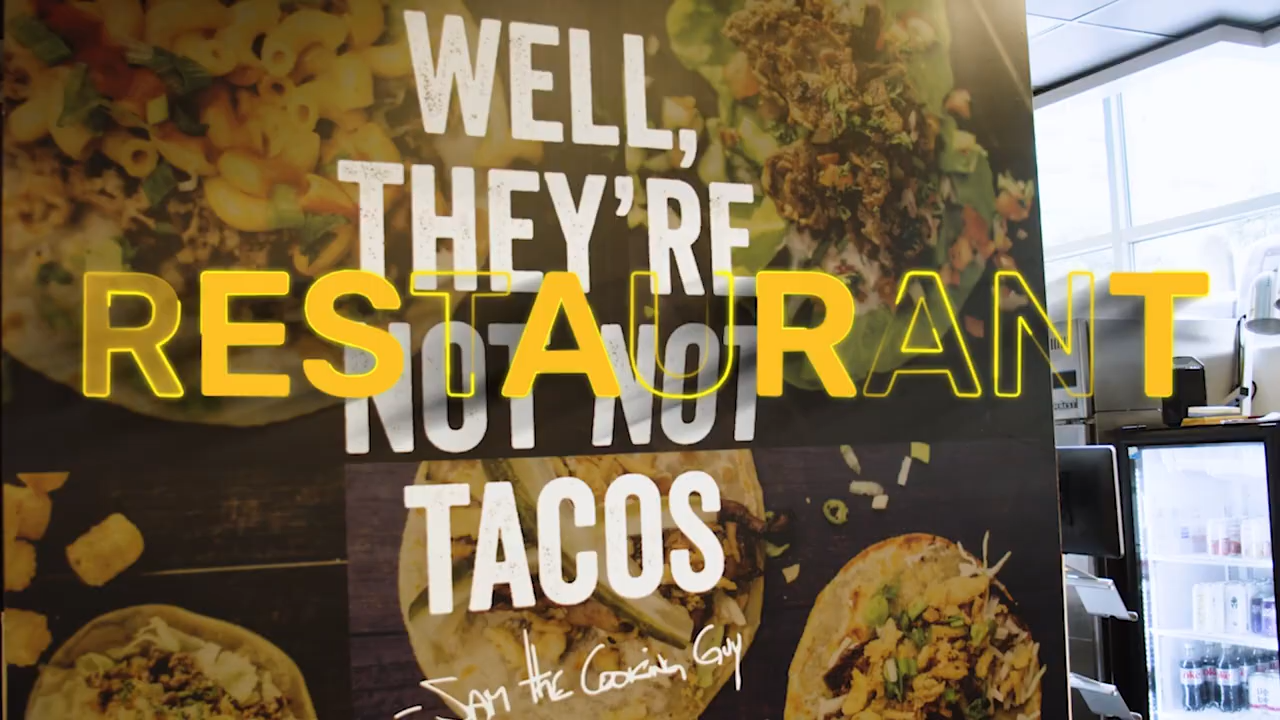 WELL,
THEY'RE
RESTAURANT
NOT NOT
TACOS
- SAM THE COOKING GUY